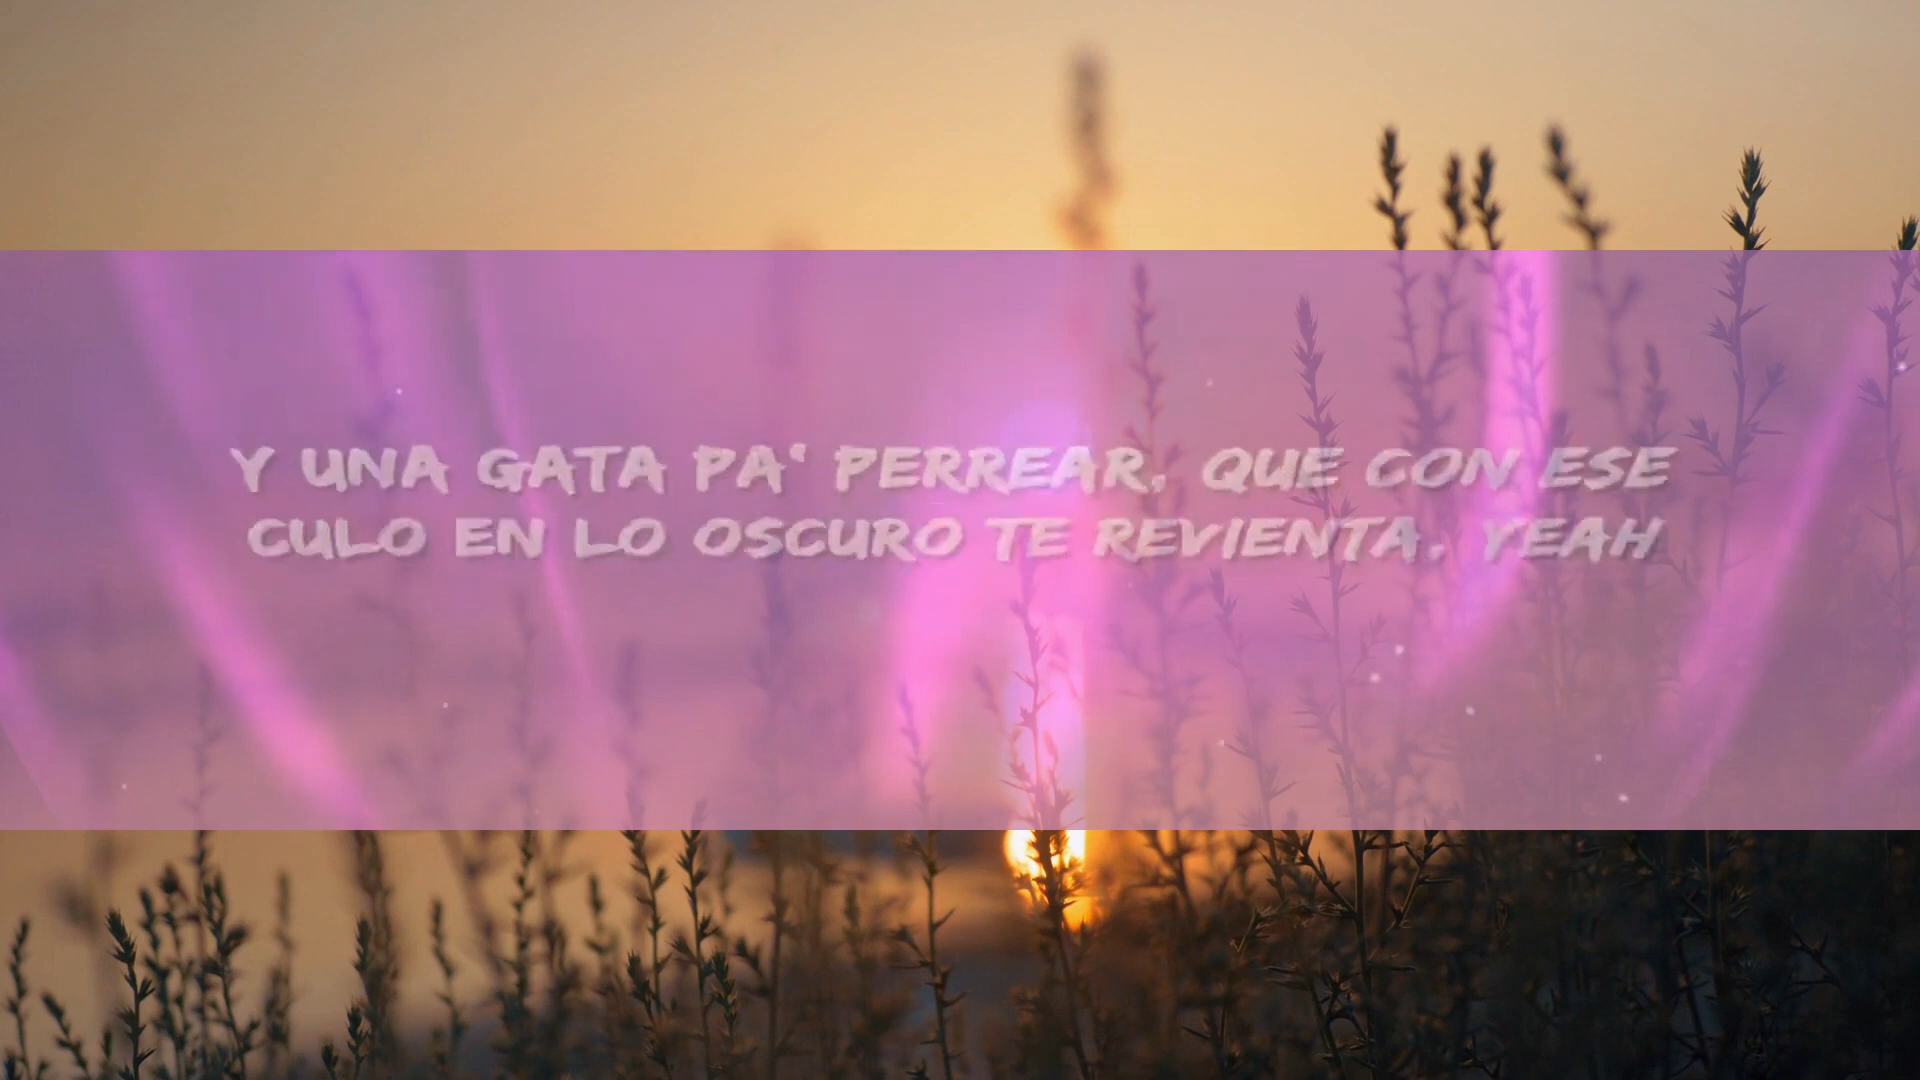 Y UNA GATA PA‘ PERREAR, QUE CON ESE
CULO EN LO OSCURO TE REVIENTA, YEAH